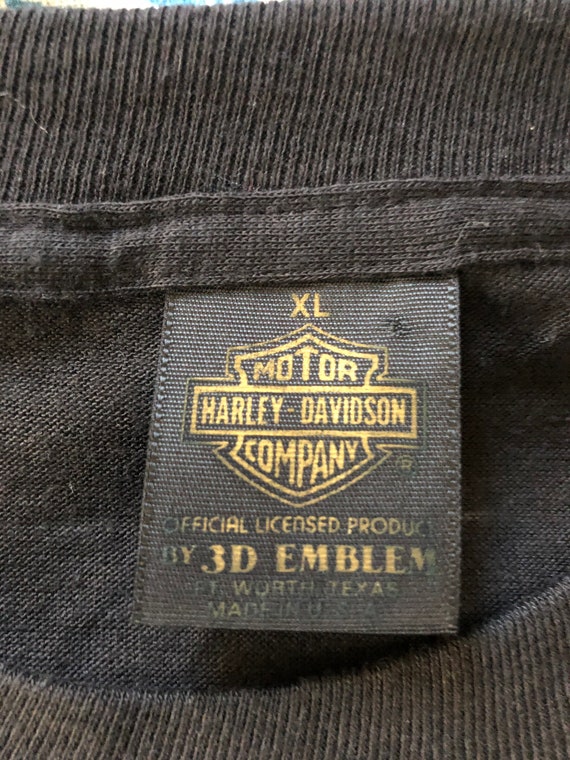 XL
MOTOR
HARLEY-DAVIDSON
COMPANY
®
OFFICIAL LICENSED PRODUCT
BY 3D EMBLEM
FT. WORTH, TEXAS
MADE IN U.S.A.